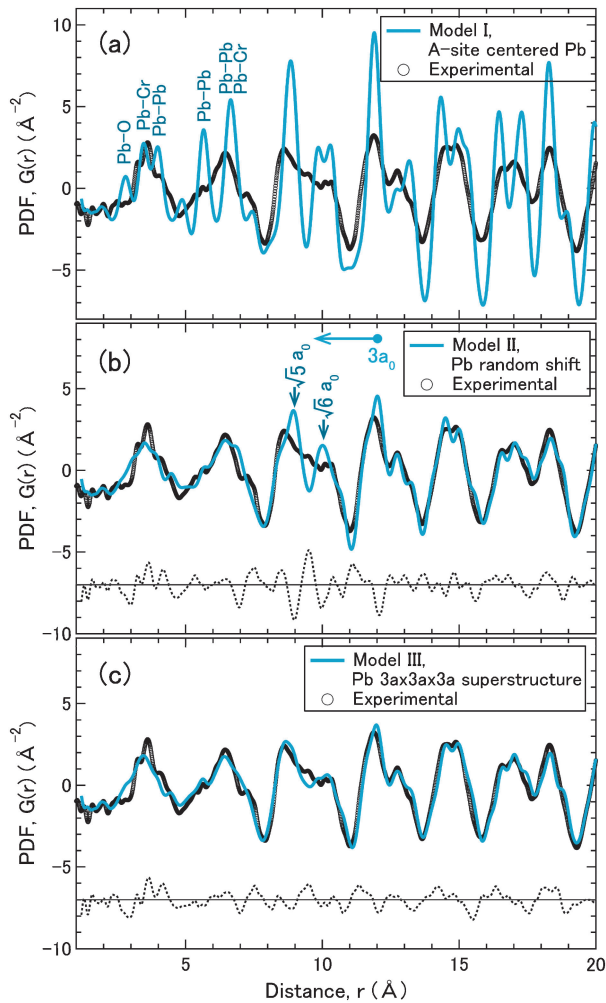 (a)
Model I,
A-site centered Pb
Experimental
Pb-O
Pb-Cr
Pb-Pb
Pb-Pb
Pb-Pb
Pb-Cr
PDF, G(r) (Å⁻²)
10
5
0
−5
(b)
Model II,
Pb random shift
Experimental
3a₀
√5 a₀
√6 a₀
PDF, G(r) (Å⁻²)
5
0
−5
−10
(c)
Model III,
Pb 3ax3ax3a superstructure
Experimental
PDF, G(r) (Å⁻²)
5
0
−5
−10
5
10
15
20
Distance, r (Å)